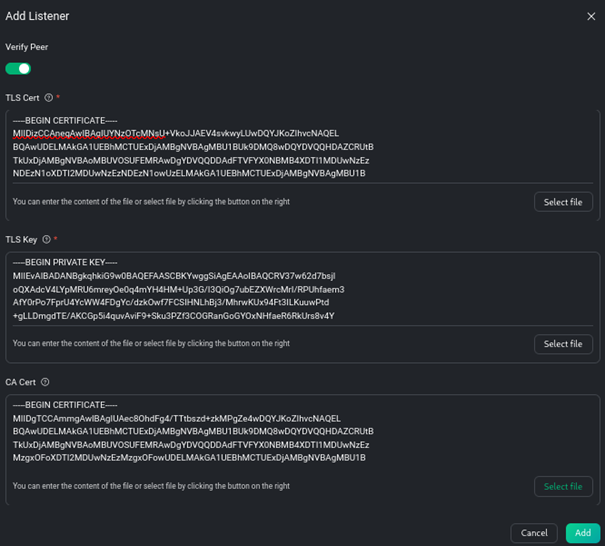 Add Listener
Verify Peer
TLS Cert
-----BEGIN CERTIFICATE-----
MIIDizCCAnegAwIBAgIUYNzOTcMNsU+VkoJJAEV4svkwyLUwDQYJKoZIhvcNAQEL
BQAwUDELMAkGA1UEBhMCTUExDjAMBgNVBAgMBU1BUk9DMQ8wDQYDVQQHDAZCRUtB
TkUxDjAMBgNVBAoMBUVOSUFEMRAwDgYDVQQDDAdFTVFYX0NBMB4XDTI1MDUwNzEz
NDEzN1oXDTI2MDUwNzEzNDEzN1owUzELMAkGA1UEBhMCTUExDjAMBgNVBAgMBU1B
You can enter the content of the file or select file by clicking the button on the right
Select file
TLS Key
-----BEGIN PRIVATE KEY-----
MIIEvAIBADANBgkqhkiG9w0BAQEFAASCBKYwggSiAgEAAoIBAQCRV37w62d7bsjI
oQXAdcV4LYpMRU6mreyOe0q4mYH4HM+Up3G/I3QiOg7ubEZXWrcMrI/RPUhfaem3
AfY0rPo7FprU4YcWW4FDgYc/dzkOwf7FCSIHNLhBj3/MhrwKUx94Ft3ILKuuwPtd
+gLLDmgdTE/AKCGp5i4quvAviF9+Sku3PZf3COGRanGoGYOxNHfaeR6RkUrs8v4Y
You can enter the content of the file or select file by clicking the button on the right
Select file
CA Cert
-----BEGIN CERTIFICATE-----
MIIDgTCCAmmgAwIBAgIUAec8OhdFg4/TTtbszd+zkMPgZe4wDQYJKoZIhvcNAQEL
BQAwUDELMAkGA1UEBhMCTUExDjAMBgNVBAgMBU1BUk9DMQ8wDQYDVQQHDAZCRUtB
TkUxDjAMBgNVBAoMBUVOSUFEMRAwDgYDVQQDDAdFTVFYX0NBMB4XDTI1MDUwNzEz
MzgxOFoXDTI2MDUwNzEzMzgxOFowUDELMAkGA1UEBhMCTUExDjAMBgNVBAgMBU1B
You can enter the content of the file or select file by clicking the button on the right
Select file
Cancel
Add